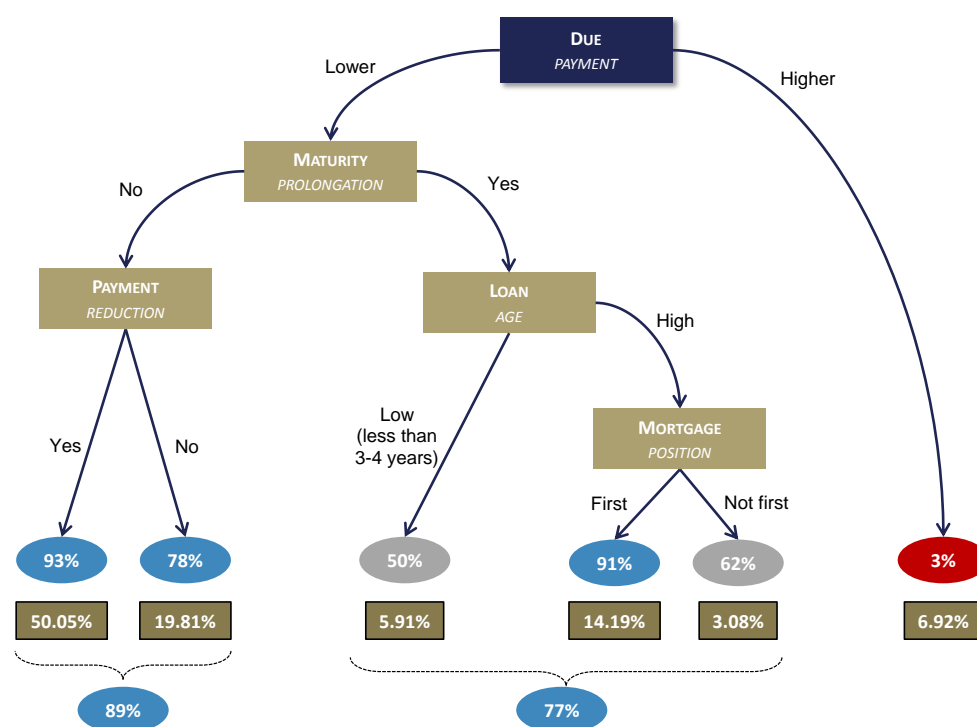 DUE
PAYMENT
Lower
Higher
MATURITY
PROLONGATION
No
Yes
PAYMENT
REDUCTION
LOAN
AGE
High
Low
(less than
3-4 years)
MORTGAGE
POSITION
Yes
No
First
Not first
93%
78%
50%
91%
62%
3%
50.05%
19.81%
5.91%
14.19%
3.08%
6.92%
89%
77%